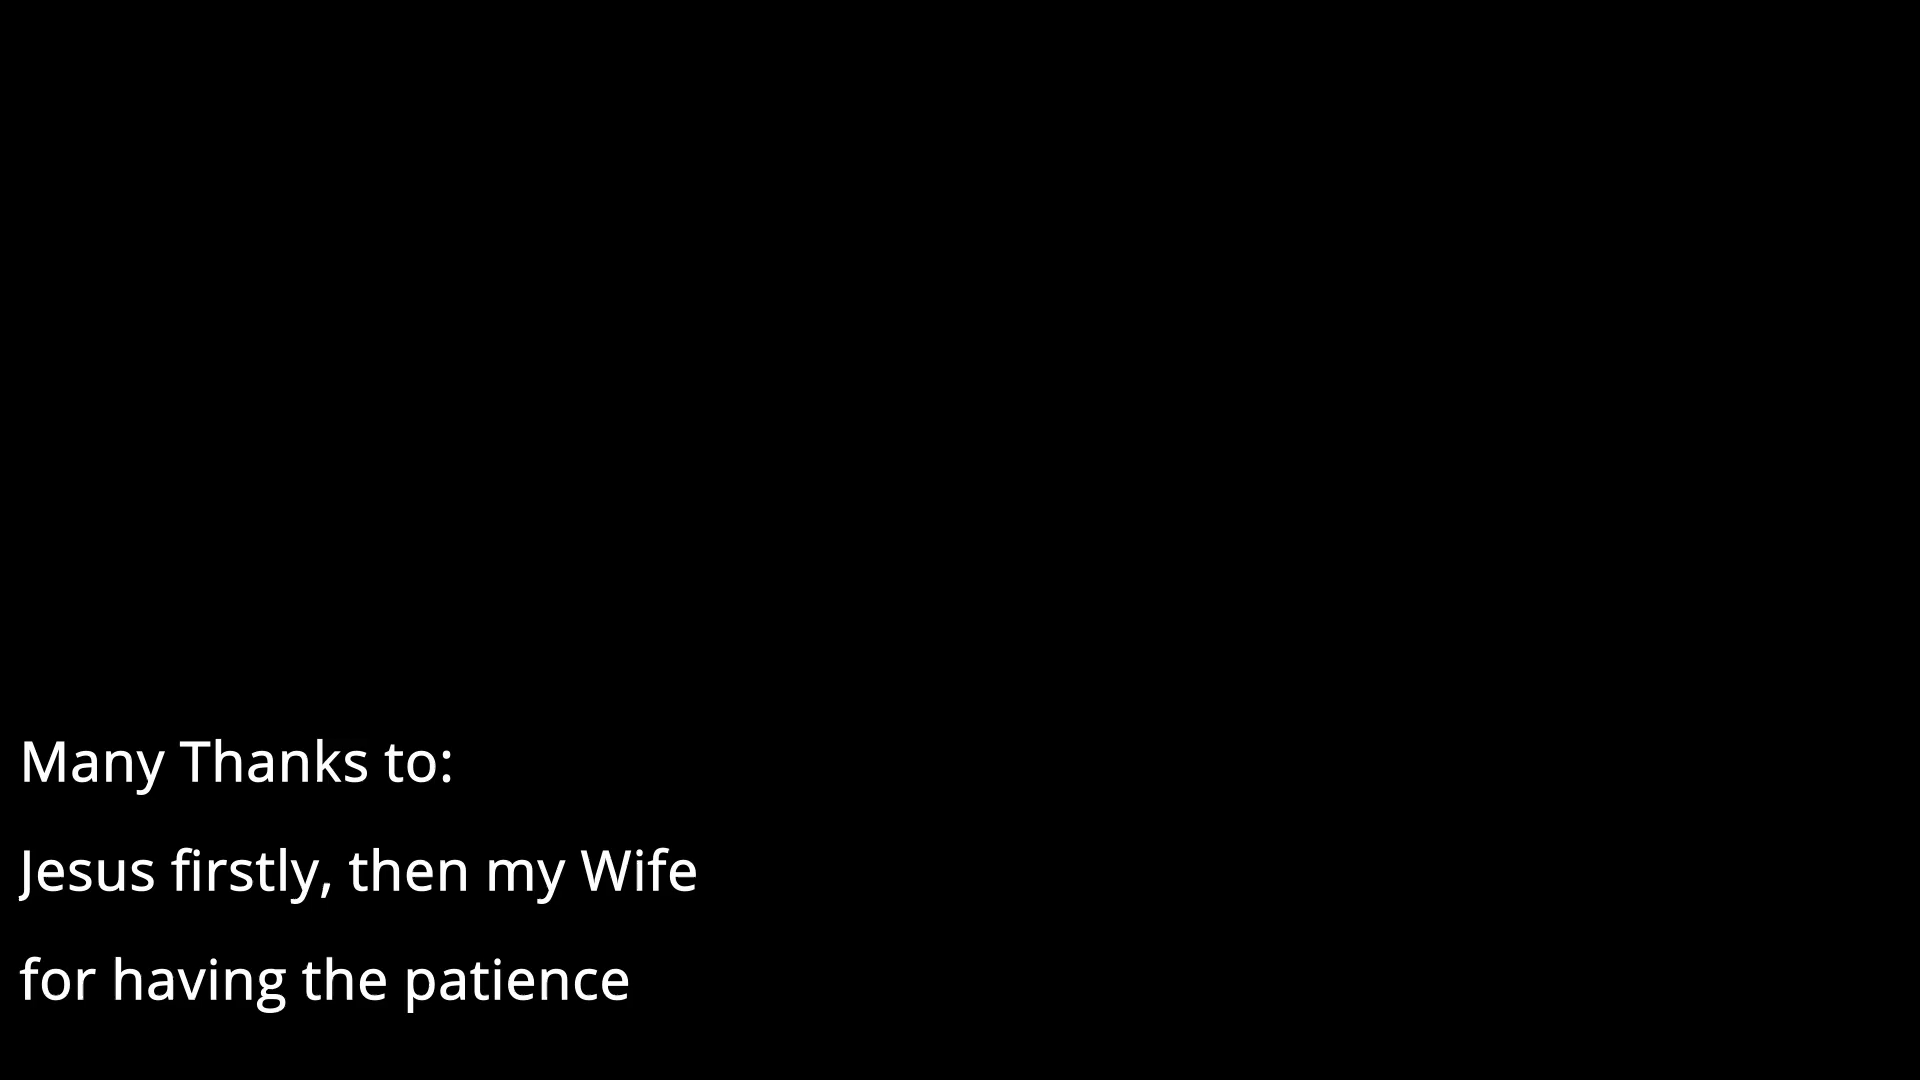 Many Thanks to:
Jesus firstly, then my Wife
for having the patience